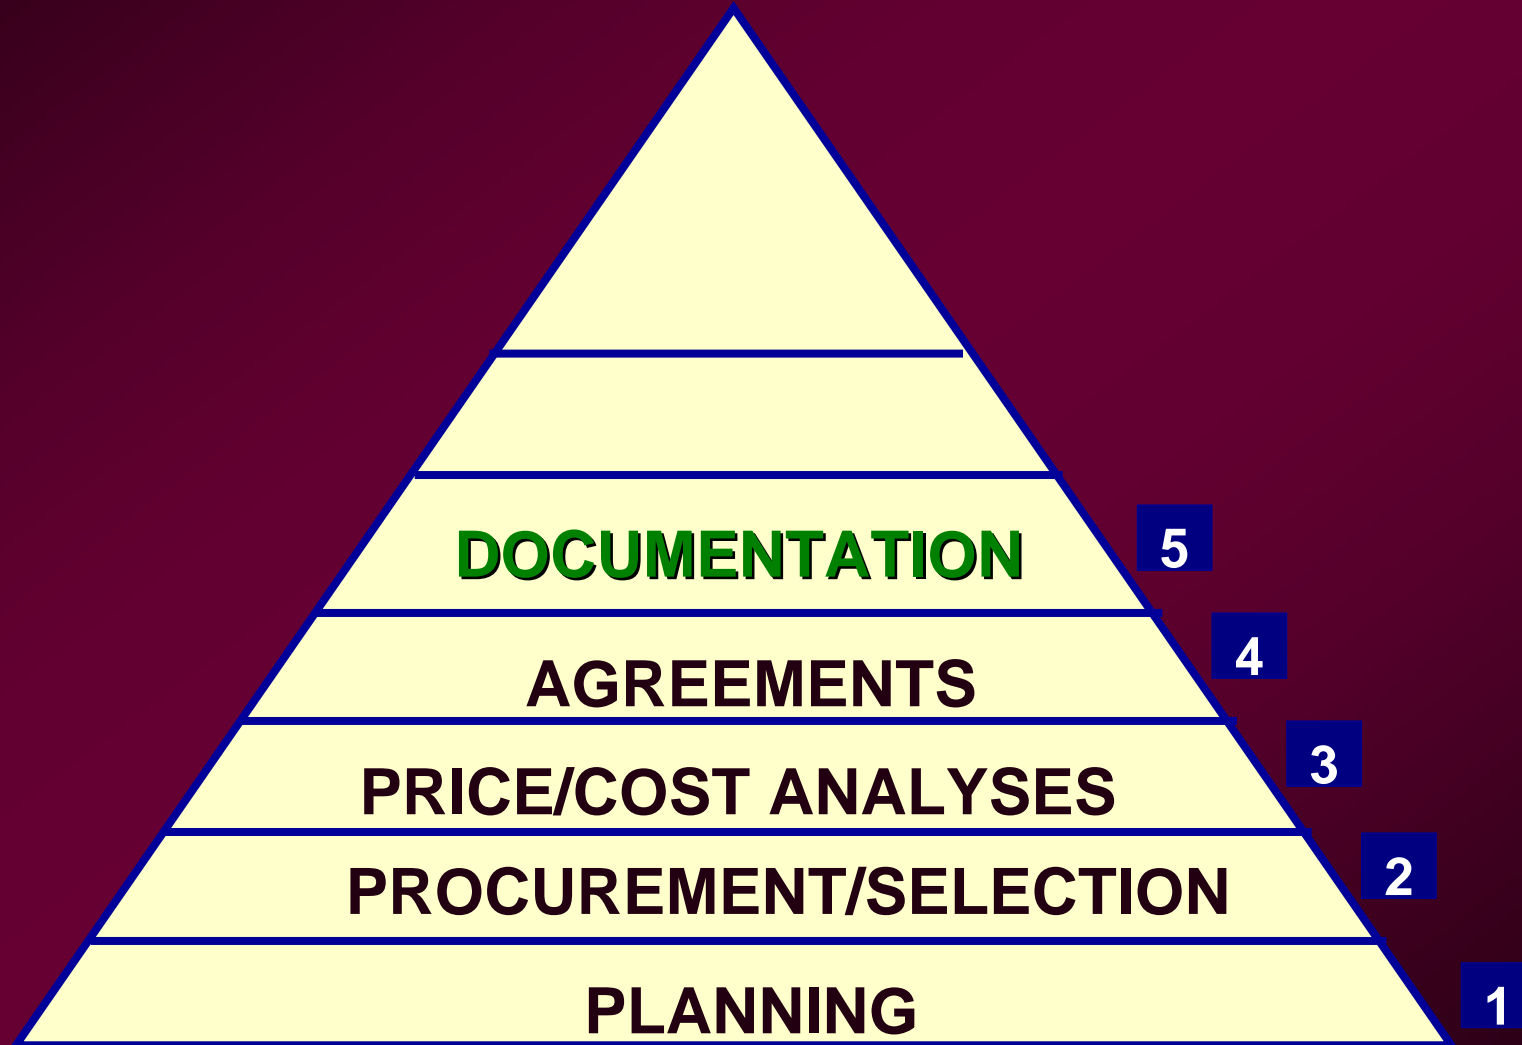 DOCUMENTATION 5
AGREEMENTS 4
PRICE/COST ANALYSES 3
PROCUREMENT/SELECTION 2
PLANNING 1